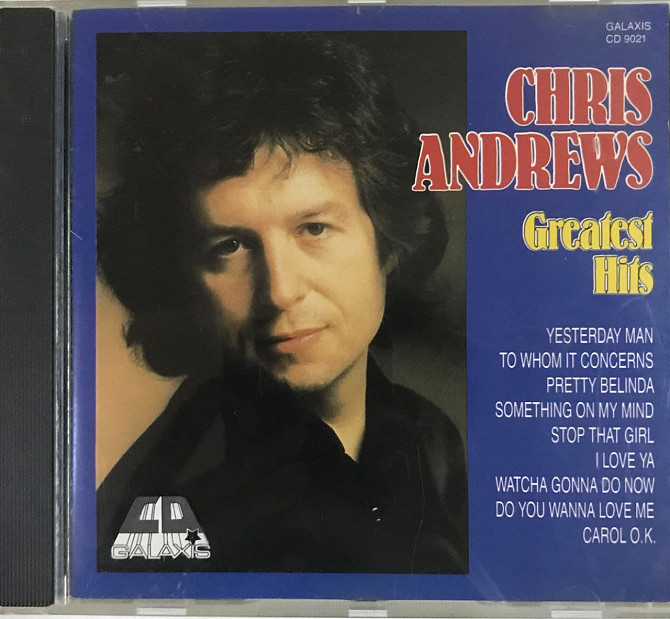 GALAXIS
CD 9021
CHRIS
ANDREWS
Greatest
Hits
YESTERDAY MAN
TO WHOM IT CONCERNS
PRETTY BELINDA
SOMETHING ON MY MIND
STOP THAT GIRL
I LOVE YA
WATCHA GONNA DO NOW
DO YOU WANNA LOVE ME
CAROL O.K.
CD
GALAXIS